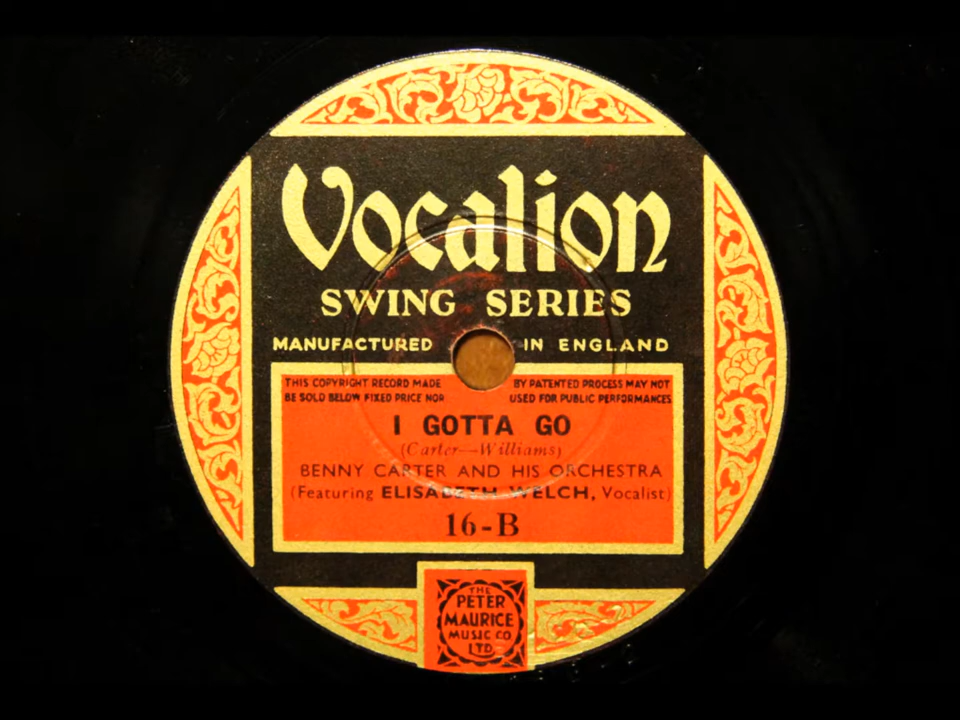 Vocalion
SWING SERIES
MANUFACTURED IN ENGLAND
THIS COPYRIGHT RECORD MADE BY PATENTED PROCESS MAY NOT
BE SOLD BELOW FIXED PRICE NOR USED FOR PUBLIC PERFORMANCES
I GOTTA GO
(Carter—Williams)
BENNY CARTER AND HIS ORCHESTRA
(Featuring ELISABETH WELCH, Vocalist)
16-B
THE
PETER
MAURICE
MUSIC CO
LTD.